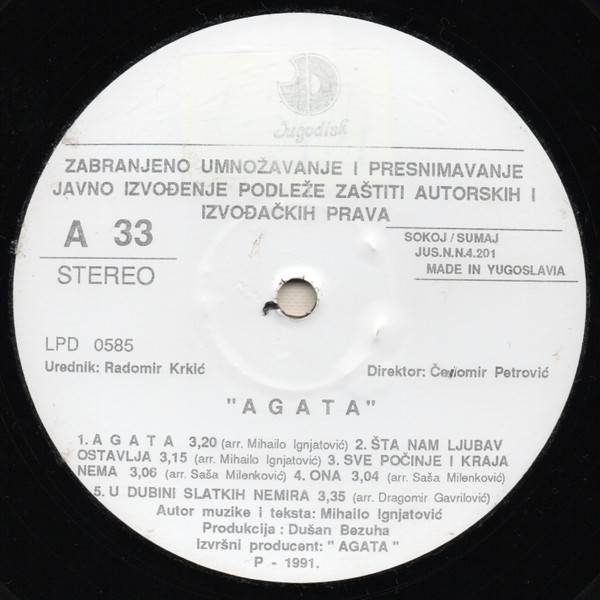 Jugodisk
ZABRANJENO UMNOŽAVANJE I PRESNIMAVANJE
JAVNO IZVOĐENJE PODLEŽE ZAŠTITI AUTORSKIH I
IZVOĐAČKIH PRAVA
A 33
STEREO
SOKOJ/SUMAJ
JUS.N.N.4.201
MADE IN YUGOSLAVIA
LPD 0585
Urednik: Radomir Krkić
Direktor: Čedomir Petrović
"AGATA"
1. AGATA 3,20 (arr. Mihailo Ignjatović) 2. ŠTA NAM LJUBAV
OSTAVLJA 3,15 (arr. Mihailo Ignjatović) 3. SVE POČINJE I KRAJA
NEMA 3,06 (arr. Saša Milenković) 4. ONA 3,04 (arr. Saša Milenković)
5. U DUBINI SLATKIH NEMIRA 3,35 (arr. Dragomir Gavrilović)
Autor muzike i teksta: Mihailo Ignjatović
Produkcija : Dušan Bezuha
Izvršni producent: "AGATA"
P - 1991.